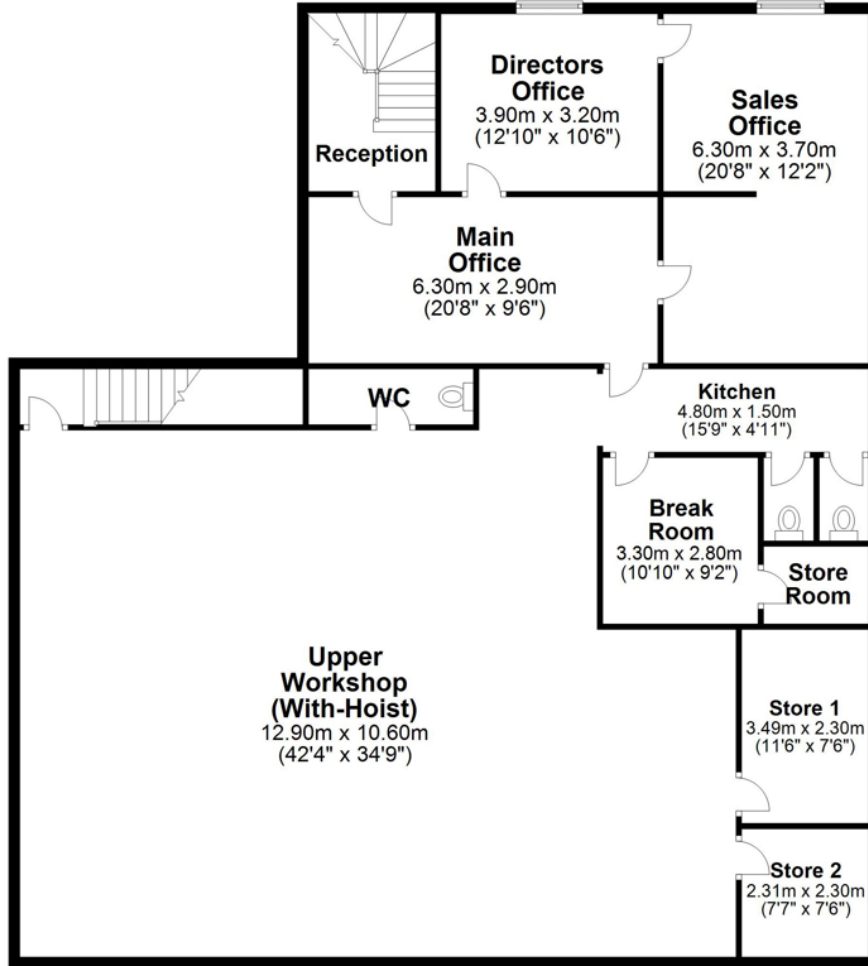 Directors
Office
3.90m x 3.20m
(12'10" x 10'6")
Sales
Office
6.30m x 3.70m
(20'8" x 12'2")
Reception
Main
Office
6.30m x 2.90m
(20'8" x 9'6")
WC
Kitchen
4.80m x 1.50m
(15'9" x 4'11")
Break
Room
3.30m x 2.80m
(10'10" x 9'2")
Store
Room
Upper
Workshop
(With-Hoist)
12.90m x 10.60m
(42'4" x 34'9")
Store 1
3.49m x 2.30m
(11'6" x 7'6")
Store 2
2.31m x 2.30m
(7'7" x 7'6")